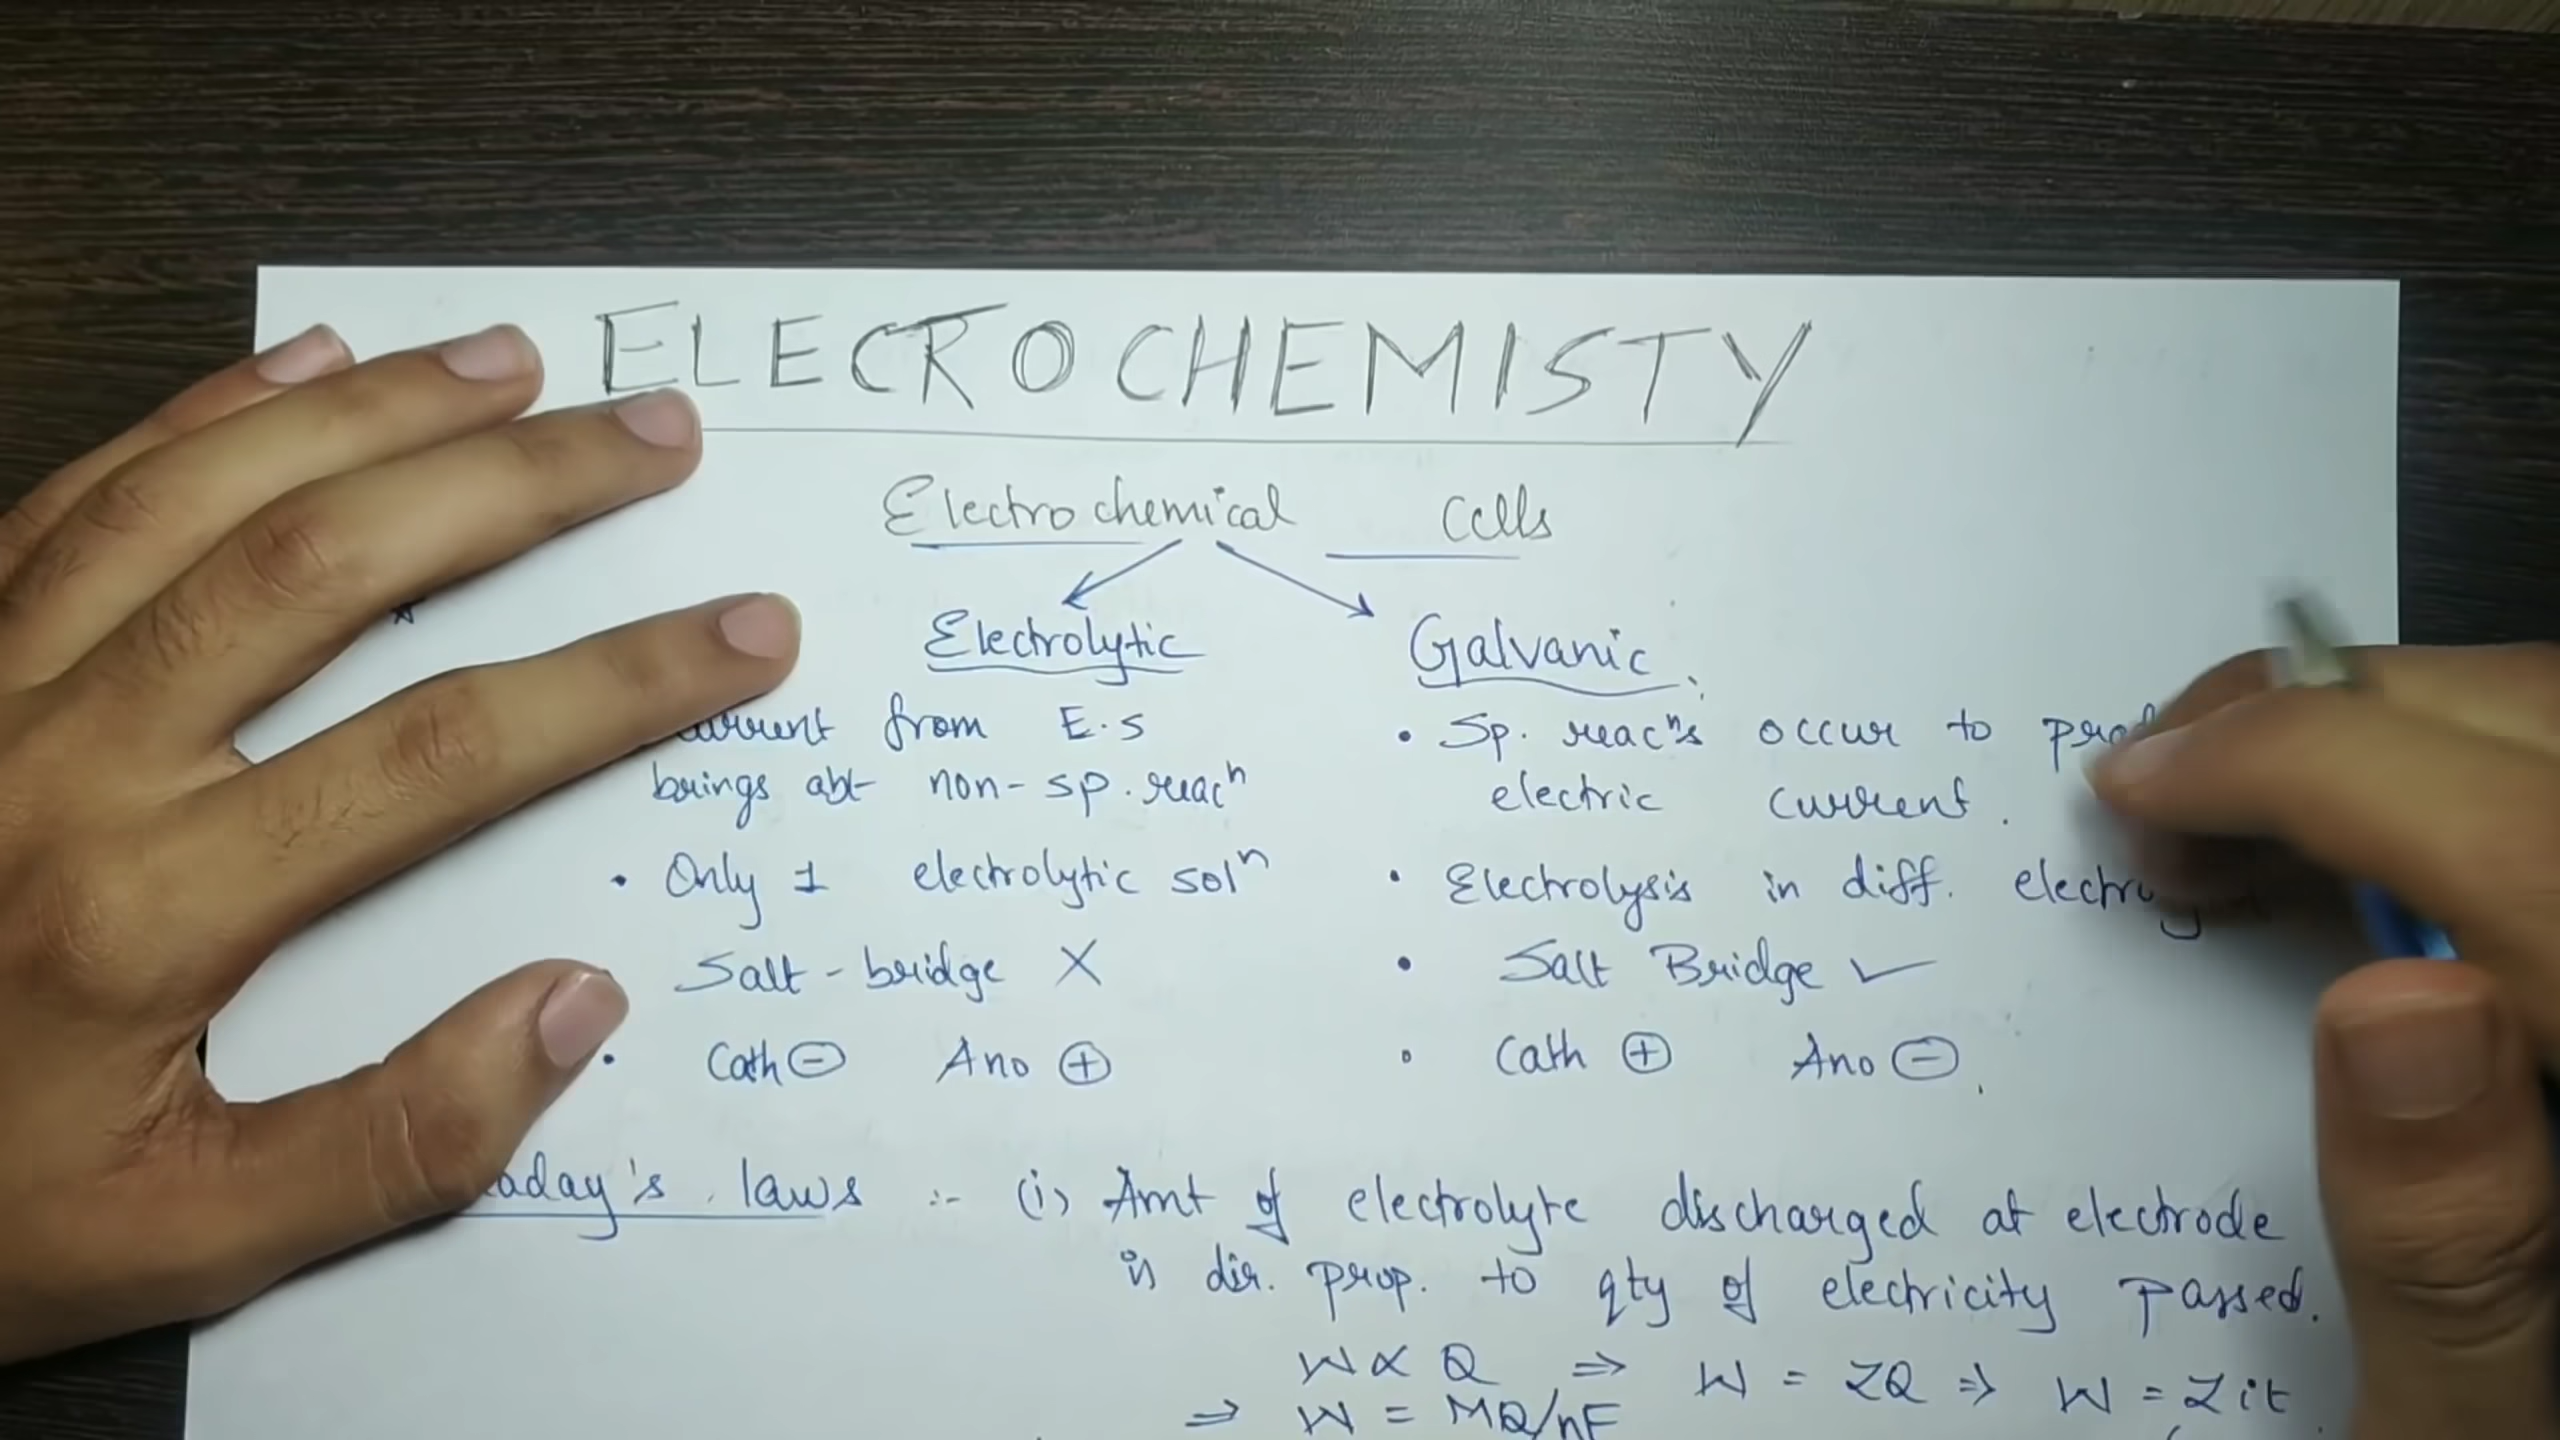 ELECROCHEMISTY
Electrochemical Cells
Electrolytic Galvanic
from E.S • Sp. reacⁿs occur to
brings abt non-sp. reacⁿ electric current.
• Only 1 electrolytic solⁿ • Electrolysis in diff.
Salt-bridge X • Salt Bridge ✓
• Cath ⊖ Ano ⊕ • Cath ⊕ Ano ⊖
laws :- (i) Amt of electrolyte discharged at electrode
is dir. prop. to qty of electricity passed.
W ∝ Q ⇒ W = ZQ ⇒ W = Zit
⇒ W = MQ/nF